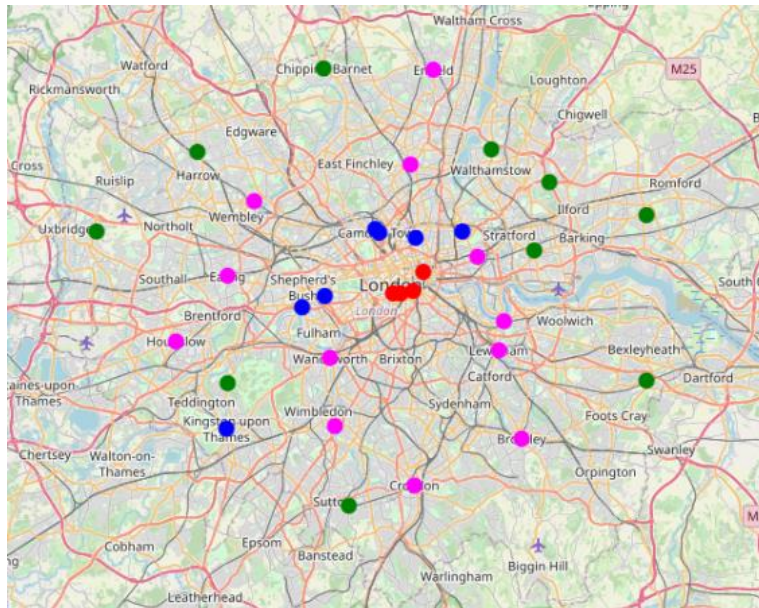 Epping
Waltham Cross
Watford
Chipping Barnet
Enfield
M25
Rickmansworth
Loughton
Chigwell
Edgware
East Finchley
Walthamstow
Cross
Harrow
Ruislip
Romford
Wembley
Ilford
Uxbridge
Northolt
Camden Town
Stratford
Barking
Southall
Ealing
Shepherd's
Bush
London
South O
Brentford
London
Woolwich
Fulham
Hounslow
Wandsworth
Brixton
Lewisham
Bexleyheath
Catford
Dartford
aines-upon
Thames
Teddington
Sydenham
Foots Cray
Kingston upon
Thames
Wimbledon
Bromley
Chertsey
Walton-on-
Thames
Swanley
Orpington
Croydon
Sutton
M
Cobham
Epsom
Banstead
Biggin Hill
Warlingham
Leatherhead